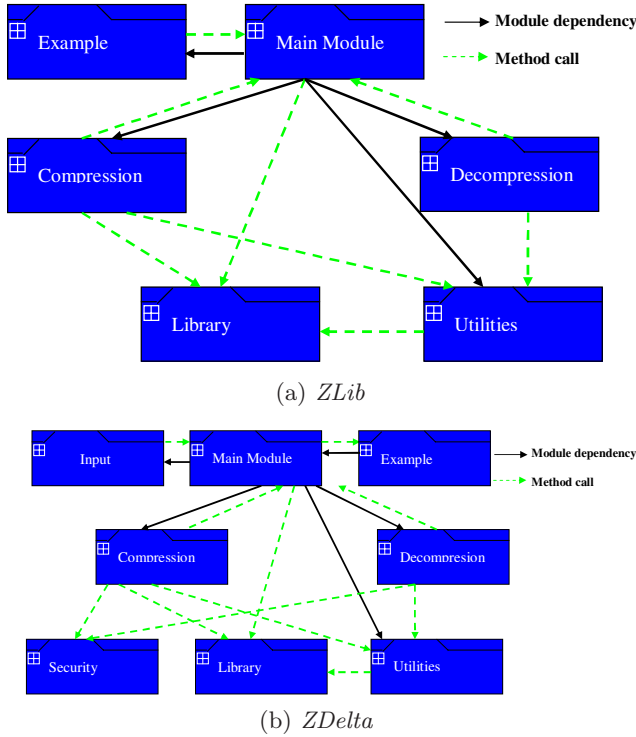 Example
Main Module
Module dependency
Method call
Compression
Decompression
Library
Utilities
(a) ZLib
Input
Main Module
Example
Module dependency
Method call
Compression
Decompresion
Security
Library
Utilities
(b) ZDelta